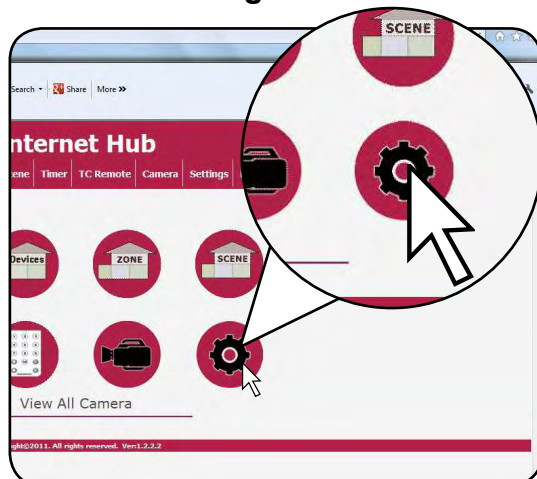 SCENE
Search
Share
More »
nternet Hub
ene Timer TC Remote Camera Settings
Devices
ZONE
SCENE
View All Camera
ght©2011. All rights reserved. Ver:1.2.2.2